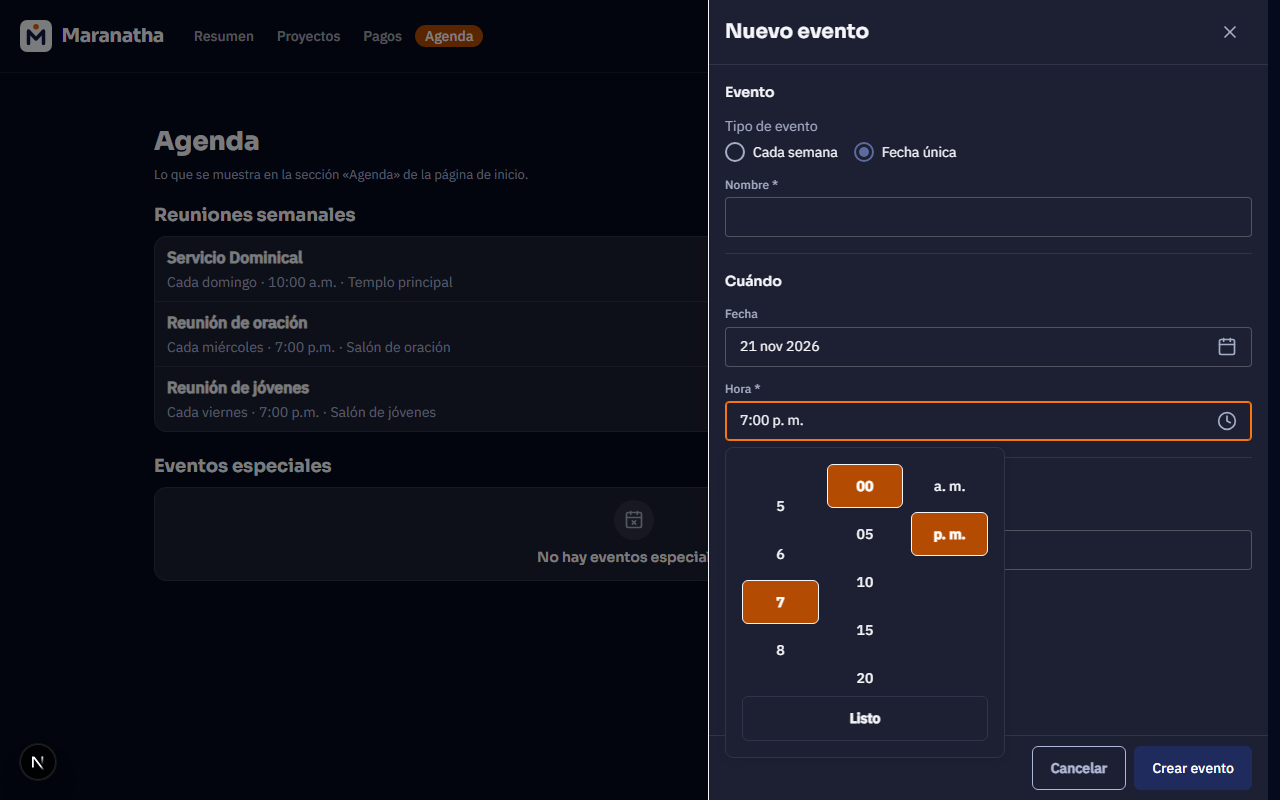 Maranatha
Resumen
Proyectos
Pagos
Agenda
Agenda
Lo que se muestra en la sección «Agenda» de la página de inicio.
Reuniones semanales
Servicio Dominical
Cada domingo · 10:00 a.m. · Templo principal
Reunión de oración
Cada miércoles · 7:00 p.m. · Salón de oración
Reunión de jóvenes
Cada viernes · 7:00 p.m. · Salón de jóvenes
Eventos especiales
No hay eventos especial
N
Nuevo evento
Evento
Tipo de evento
Cada semana
Fecha única
Nombre *
Cuándo
Fecha
21 nov 2026
Hora *
7:00 p. m.
5
6
7
8
00
05
10
15
20
a. m.
p. m.
Listo
Cancelar
Crear evento